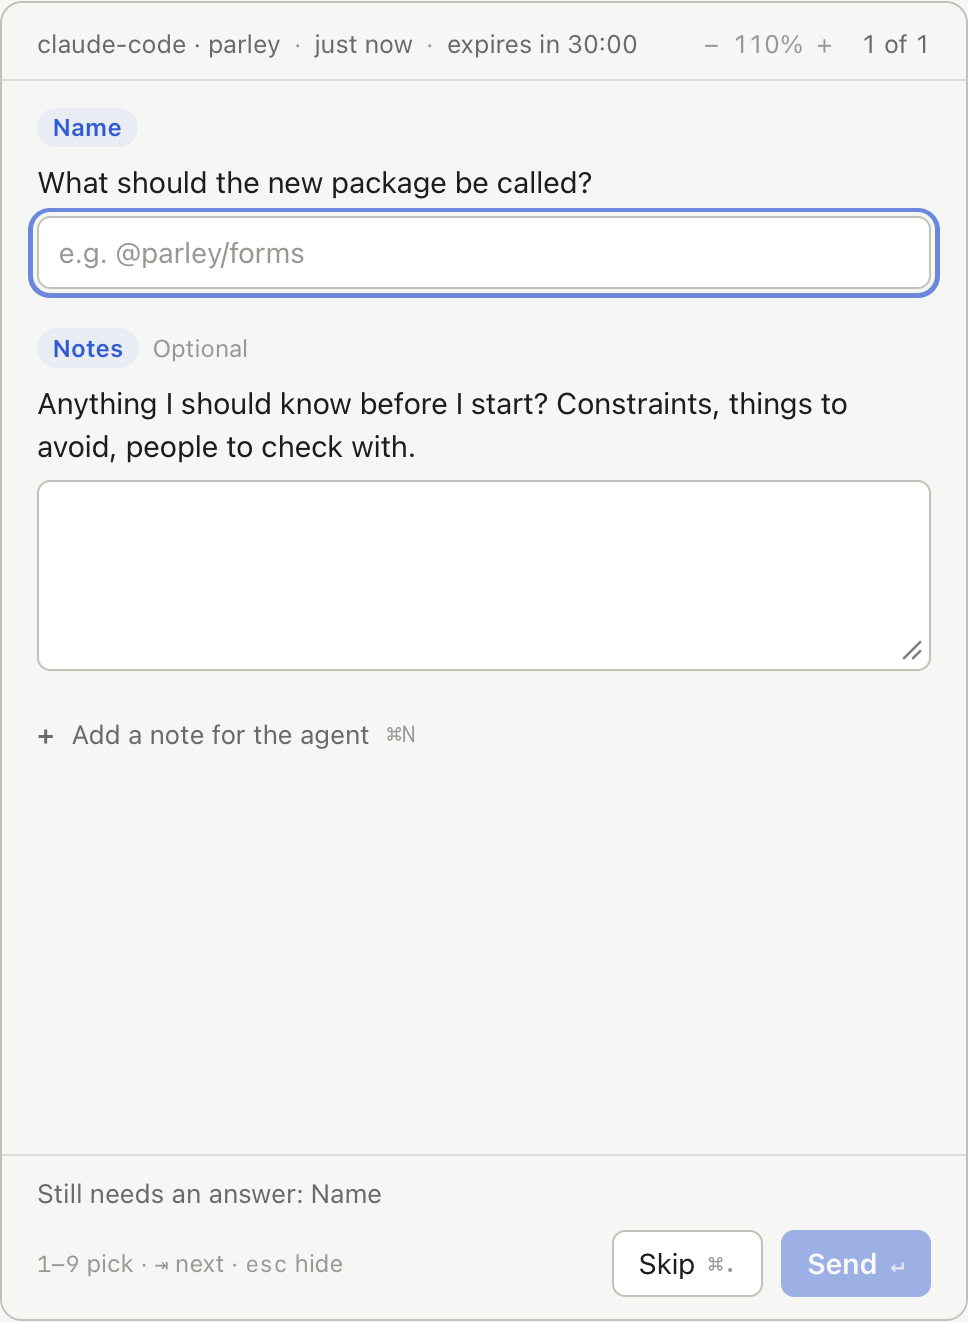 claude-code · parley · just now · expires in 30:00 − 110% + 1 of 1
Name
What should the new package be called?
e.g. @parley/forms
Notes Optional
Anything I should know before I start? Constraints, things to
avoid, people to check with.
+ Add a note for the agent ⌘N
Still needs an answer: Name
1–9 pick · ⇥ next · esc hide
Skip ⌘.
Send ↵